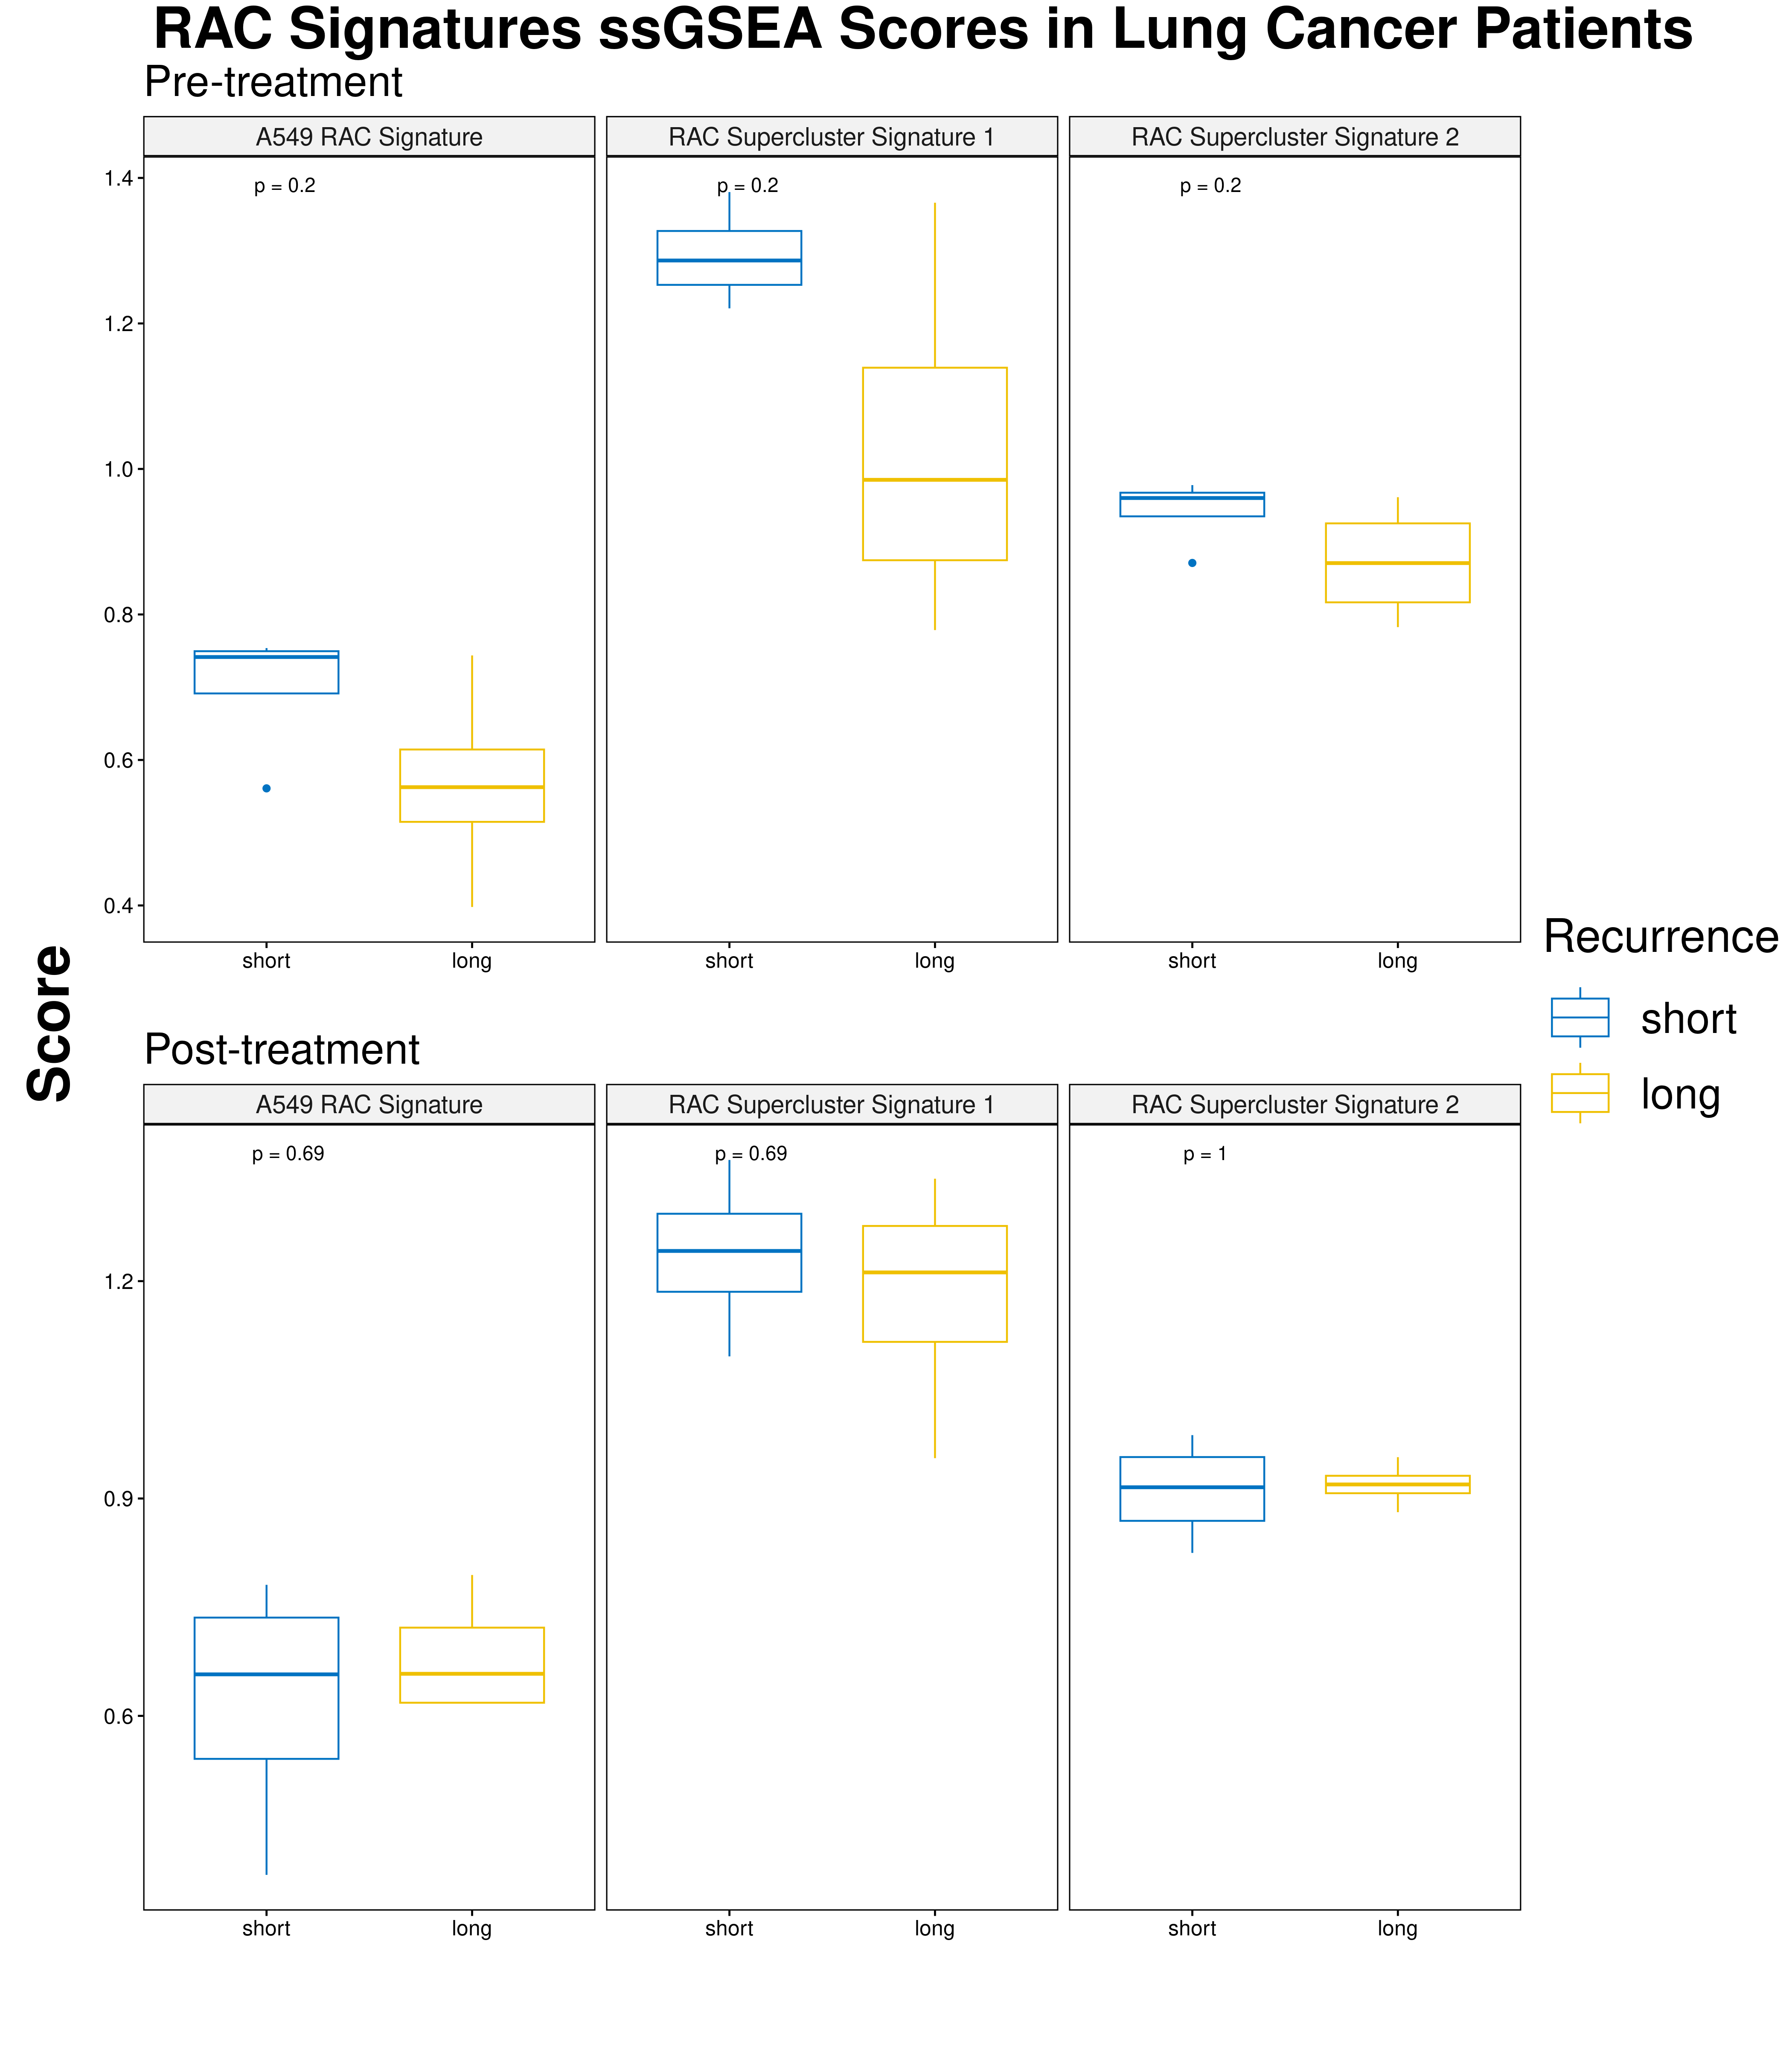 RAC Signatures ssGSEA Scores in Lung Cancer Patients
Pre-treatment
A549 RAC Signature
RAC Supercluster Signature 1
RAC Supercluster Signature 2
p = 0.2
p = 0.2
p = 0.2
1.4
1.2
1.0
0.8
0.6
0.4
short
long
short
long
short
long
Score
Recurrence
short
long
Post-treatment
A549 RAC Signature
RAC Supercluster Signature 1
RAC Supercluster Signature 2
p = 0.69
p = 0.69
p = 1
1.2
0.9
0.6
short
long
short
long
short
long